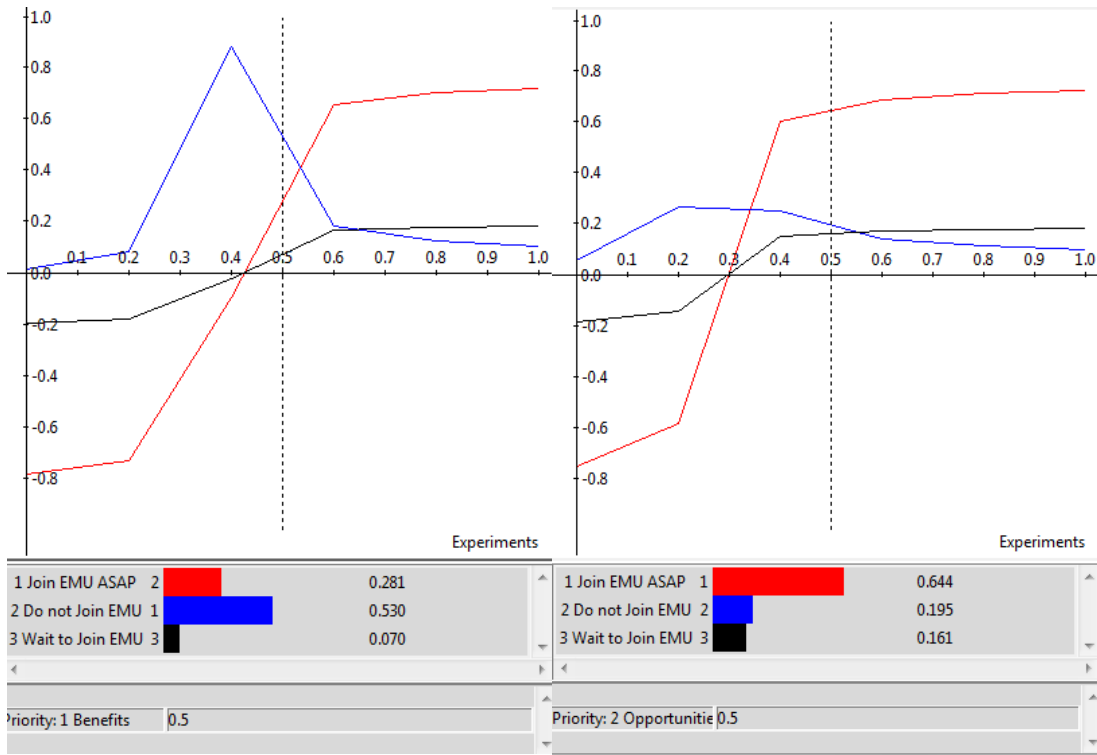 1.0
0.8
0.6
0.4
0.2
0.0
0.1 0.2 0.3 0.4 0.5 0.6 0.7 0.8 0.9 1.0
-0.2
-0.4
-0.6
-0.8
Experiments
1 Join EMU ASAP 2 0.281
2 Do not Join EMU 1 0.530
3 Wait to Join EMU 3 0.070
Priority: 1 Benefits 0.5
1.0
0.8
0.6
0.4
0.2
0.0
0.1 0.2 0.3 0.4 0.5 0.6 0.7 0.8 0.9 1.0
-0.2
-0.4
-0.6
-0.8
Experiments
1 Join EMU ASAP 1 0.644
2 Do not Join EMU 2 0.195
3 Wait to Join EMU 3 0.161
Priority: 2 Opportunitie 0.5